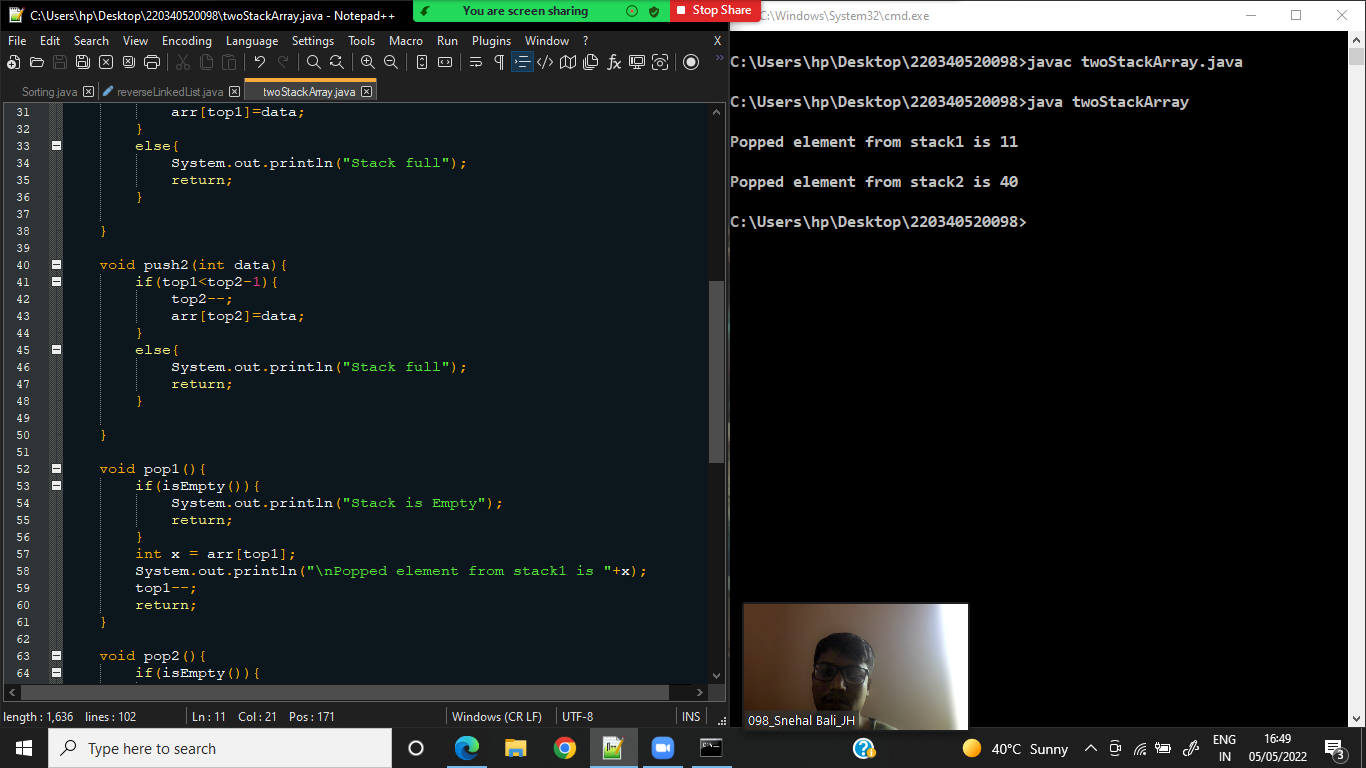 C:\Users\hp\Desktop\220340520098\twoStackArray.java - Notepad++
You are screen sharing
Stop Share
C:\Windows\System32\cmd.exe
File Edit Search View Encoding Language Settings Tools Macro Run Plugins Window ? X
Sorting.java reverseLinkedList.java twoStackArray.java
31 arr[top1]=data;
32 }
33 else{
34 System.out.println("Stack full");
35 return;
36 }
37
38 }
39
40 void push2(int data){
41 if(top1<top2-1){
42 top2--;
43 arr[top2]=data;
44 }
45 else{
46 System.out.println("Stack full");
47 return;
48 }
49
50 }
51
52 void pop1(){
53 if(isEmpty()){
54 System.out.println("Stack is Empty");
55 return;
56 }
57 int x = arr[top1];
58 System.out.println("\nPopped element from stack1 is "+x);
59 top1--;
60 return;
61 }
62
63 void pop2(){
64 if(isEmpty()){
length : 1,636 lines : 102 Ln : 11 Col : 21 Pos : 171 Windows (CR LF) UTF-8 INS
C:\Users\hp\Desktop\220340520098>javac twoStackArray.java
C:\Users\hp\Desktop\220340520098>java twoStackArray
Popped element from stack1 is 11
Popped element from stack2 is 40
C:\Users\hp\Desktop\220340520098>
098_Snehal Bali_JH
Type here to search
40°C Sunny
ENG
IN
16:49
05/05/2022
3